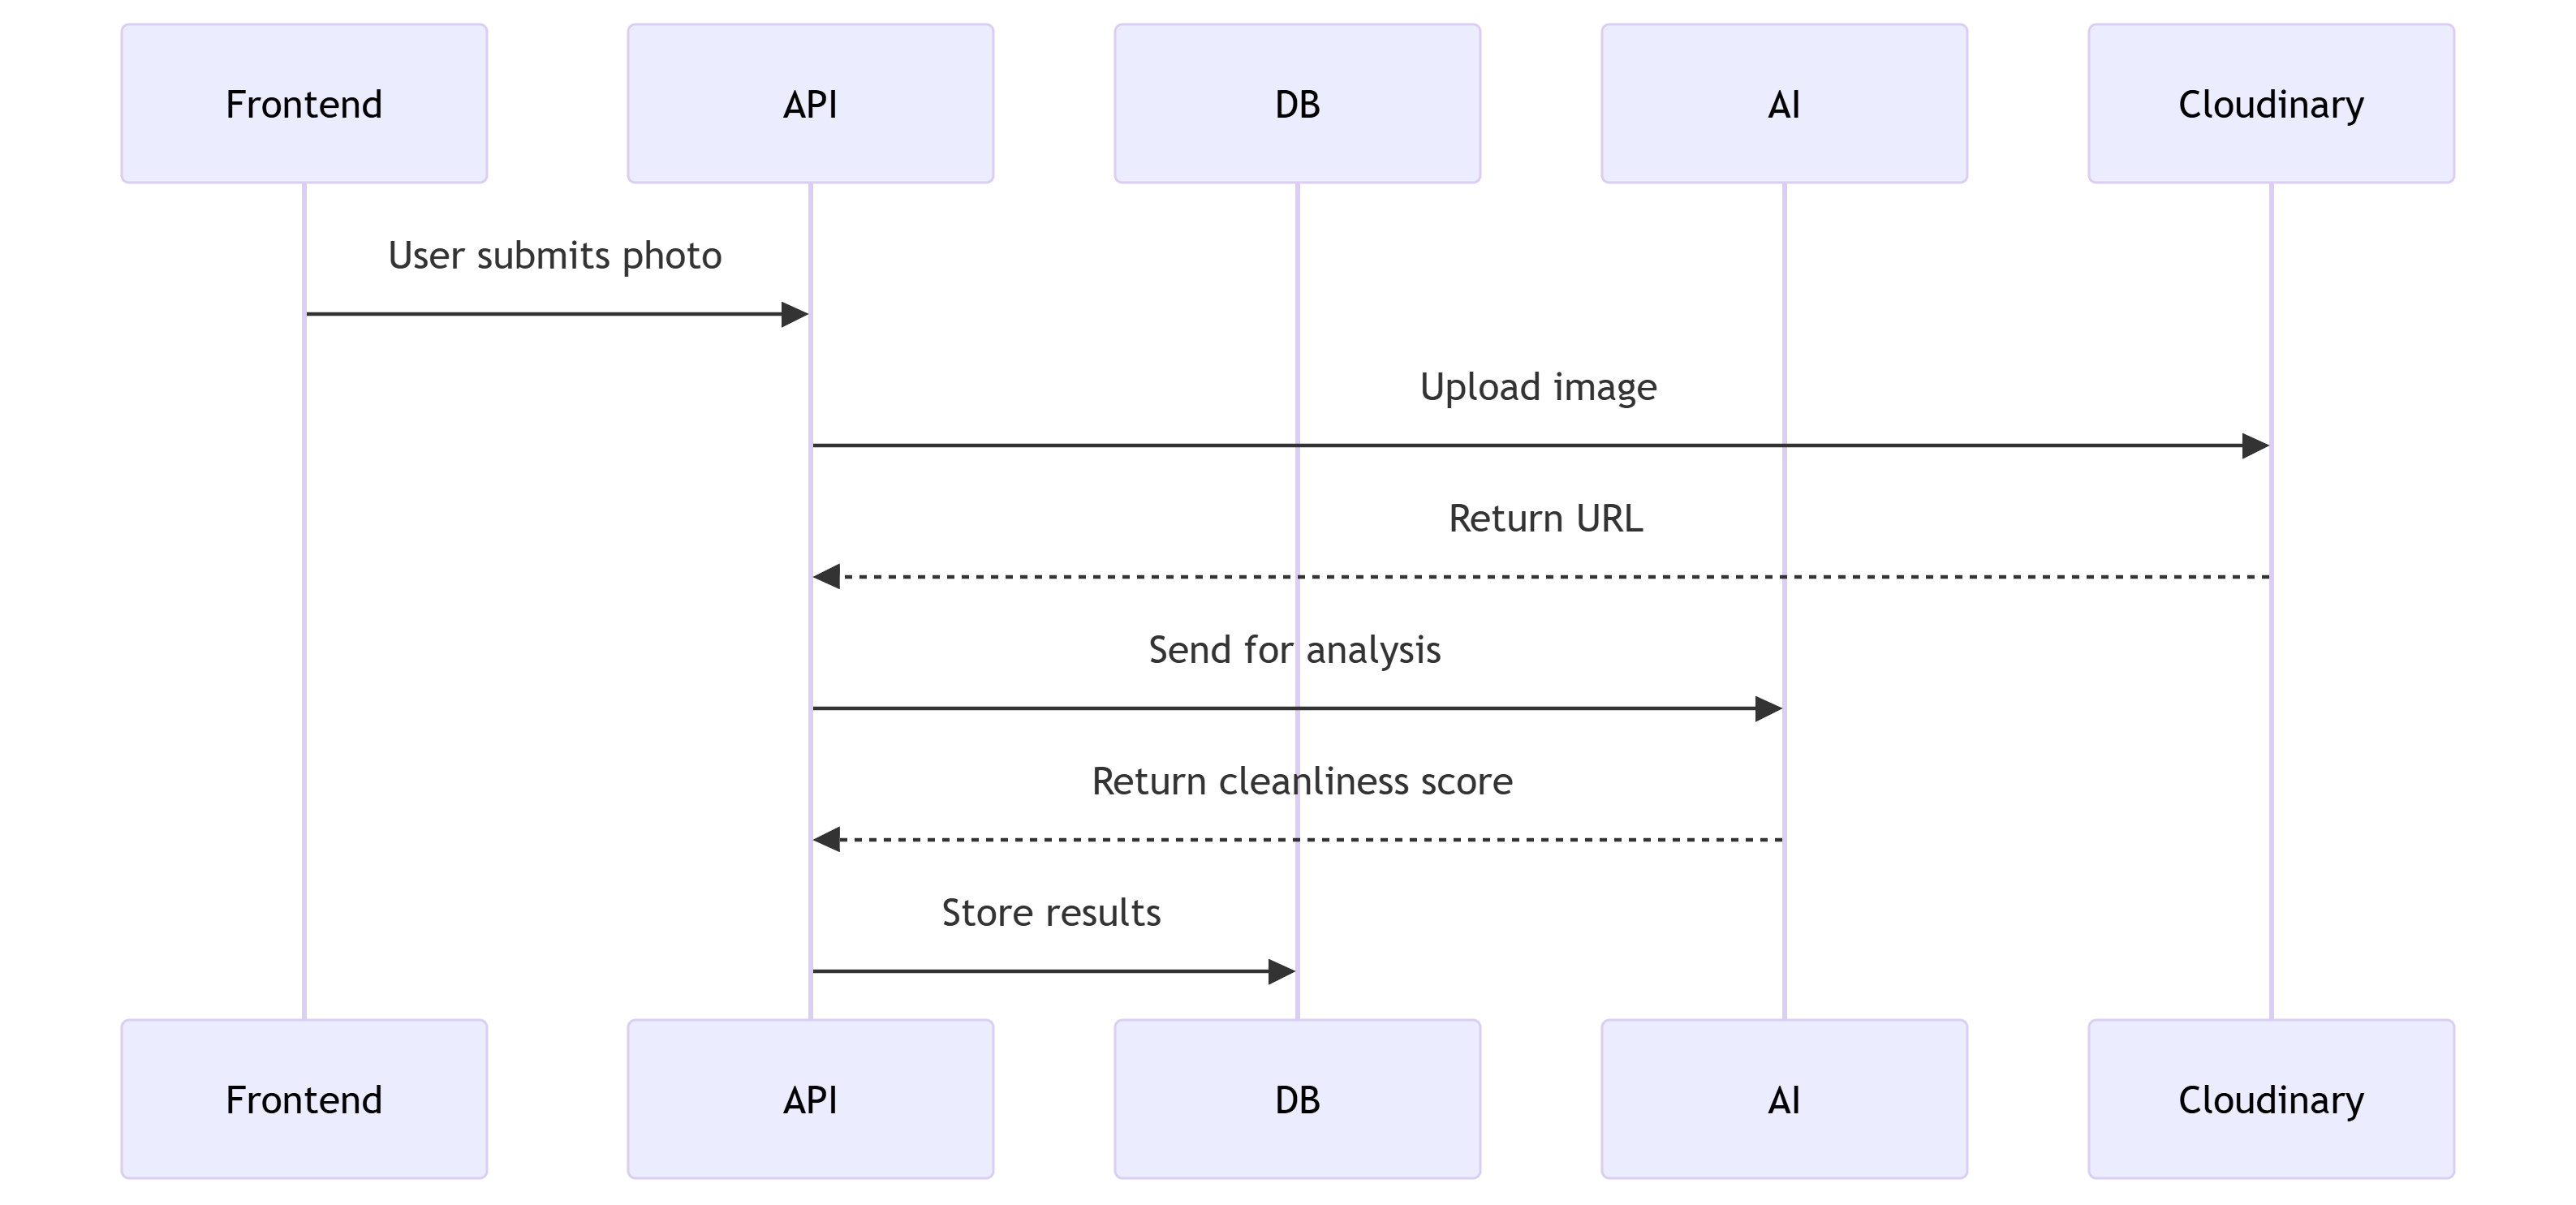 Frontend
API
DB
AI
Cloudinary
User submits photo
Upload image
Return URL
Send for analysis
Return cleanliness score
Store results
Frontend
API
DB
AI
Cloudinary